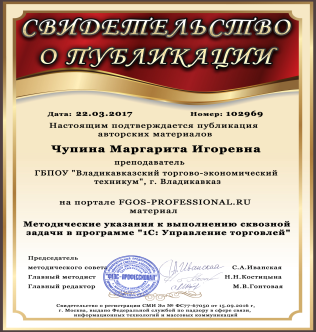 СВИДЕТЕЛЬСТВО
О ПУБЛИКАЦИИ
Дата: 22.03.2017 Номер: 102969
Настоящим подтверждается публикация
авторских материалов
Чупина Маргарита Игоревна
преподаватель
ГБПОУ "Владикавказский торгово-экономический
техникум", г. Владикавказ
на портале FGOS-PROFESSIONAL.RU
материал
Методические указания к выполнению сквозной
задачи в программе "1С: Управление торговлей"
Председатель
методического совета С.А.Иванская
Главный методист Н.Н.Костицына
Главный редактор М.В.Гонтовая
Свидетельство о регистрации СМИ Эл № ФС77-67050 от 15.09.2016 г,
г. Москва, выдано Федеральной службой по надзору в сфере связи,
информационных технологий и массовых коммуникаций